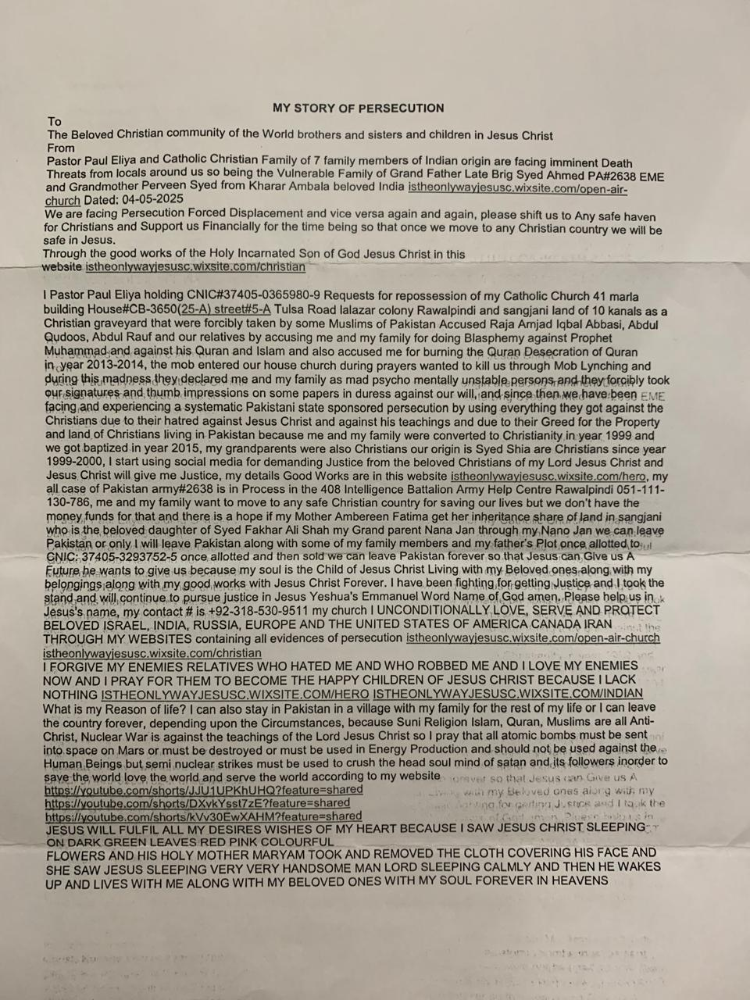 MY STORY OF PERSECUTION
To
The Beloved Christian community of the World brothers and sisters and children in Jesus Christ
From
Pastor Paul Eliya and Catholic Christian Family of 7 family members of Indian origin are facing imminent Death
Threats from locals around us so being the Vulnerable Family of Grand Father Late Brig Syed Ahmed PA#2638 EME
and Grandmother Perveen Syed from Kharar Ambala beloved India istheonlywayjesusc.wixsite.com/open-air-
church Dated: 04-05-2025
We are facing Persecution Forced Displacement and vice versa again and again, please shift us to Any safe haven
for Christians and Support us Financially for the time being so that once we move to any Christian country we will be
safe in Jesus.
Through the good works of the Holy Incarnated Son of God Jesus Christ in this
website istheonlywayjesusc.wixsite.com/christian
I Pastor Paul Eliya holding CNIC#37405-0365980-9 Requests for repossession of my Catholic Church 41 marla
building House#CB-3650(25-A) street#5-A Tulsa Road lalazar colony Rawalpindi and sangjani land of 10 kanals as a
Christian graveyard that were forcibly taken by some Muslims of Pakistan Accused Raja Amjad Iqbal Abbasi, Abdul
Qudoos, Abdul Rauf and our relatives by accusing me and my family for doing Blasphemy against Prophet
Muhammad and against his Quran and Islam and also accused me for burning the Quran Desecration of Quran
in year 2013-2014, the mob entered our house church during prayers wanted to kill us through Mob Lynching and
during this madness they declared me and my family as mad psycho mentally unstable persons and they forcibly took
our signatures and thumb impressions on some papers in duress against our will, and since then we have been
facing and experiencing a systematic Pakistani state sponsored persecution by using everything they got against the
Christians due to their hatred against Jesus Christ and against his teachings and due to their Greed for the Property
and land of Christians living in Pakistan because me and my family were converted to Christianity in year 1999 and
we got baptized in year 2015, my grandparents were also Christians our origin is Syed Shia are Christians since year
1999-2000, I start using social media for demanding Justice from the beloved Christians of my Lord Jesus Christ and
Jesus Christ will give me Justice, my details Good Works are in this website istheonlywayjesusc.wixsite.com/hero, my
all case of Pakistan army#2638 is in Process in the 408 Intelligence Battalion Army Help Centre Rawalpindi 051-111-
130-786, me and my family want to move to any safe Christian country for saving our lives but we don't have the
money funds for that and there is a hope if my Mother Ambereen Fatima get her inheritance share of land in sangjani
who is the beloved daughter of Syed Fakhar Ali Shah my Grand parent Nana Jan through my Nano Jan we can leave
Pakistan or only I will leave Pakistan along with some of my family members and my father's Plot once allotted to
CNIC: 37405-3293752-5 once allotted and then sold we can leave Pakistan forever so that Jesus can Give us A
Future he wants to give us because my soul is the Child of Jesus Christ Living with my Beloved ones along with my
belongings along with my good works with Jesus Christ Forever. I have been fighting for getting Justice and I took the
stand and will continue to pursue justice in Jesus Yeshua's Emmanuel Word Name of God amen. Please help us in
Jesus's name, my contact # is +92-318-530-9511 my church I UNCONDITIONALLY LOVE, SERVE AND PROTECT
BELOVED ISRAEL, INDIA, RUSSIA, EUROPE AND THE UNITED STATES OF AMERICA CANADA IRAN
THROUGH MY WEBSITES containing all evidences of persecution istheonlywayjesusc.wixsite.com/open-air-church
istheonlywayjesusc.wixsite.com/christian
I FORGIVE MY ENEMIES RELATIVES WHO HATED ME AND WHO ROBBED ME AND I LOVE MY ENEMIES
NOW AND I PRAY FOR THEM TO BECOME THE HAPPY CHILDREN OF JESUS CHRIST BECAUSE I LACK
NOTHING ISTHEONLYWAYJESUSC.WIXSITE.COM/HERO ISTHEONLYWAYJESUSC.WIXSITE.COM/INDIAN
What is my Reason of life? I can also stay in Pakistan in a village with my family for the rest of my life or I can leave
the country forever, depending upon the Circumstances, because Suni Religion Islam, Quran, Muslims are all Anti-
Christ, Nuclear War is against the teachings of the Lord Jesus Christ so I pray that all atomic bombs must be sent
into space on Mars or must be destroyed or must be used in Energy Production and should not be used against the
Human Beings but semi nuclear strikes must be used to crush the head soul mind of satan and its followers inorder to
save the world love the world and serve the world according to my website
https://youtube.com/shorts/JJU1UPKhUHQ?feature=shared
https://youtube.com/shorts/DXvkYsst7zE?feature=shared
https://youtube.com/shorts/kVv30EwXAHM?feature=shared
JESUS WILL FULFIL ALL MY DESIRES WISHES OF MY HEART BECAUSE I SAW JESUS CHRIST SLEEPING
ON DARK GREEN LEAVES RED PINK COLOURFUL
FLOWERS AND HIS HOLY MOTHER MARYAM TOOK AND REMOVED THE CLOTH COVERING HIS FACE AND
SHE SAW JESUS SLEEPING VERY VERY HANDSOME MAN LORD SLEEPING CALMLY AND THEN HE WAKES
UP AND LIVES WITH ME ALONG WITH MY BELOVED ONES WITH MY SOUL FOREVER IN HEAVENS